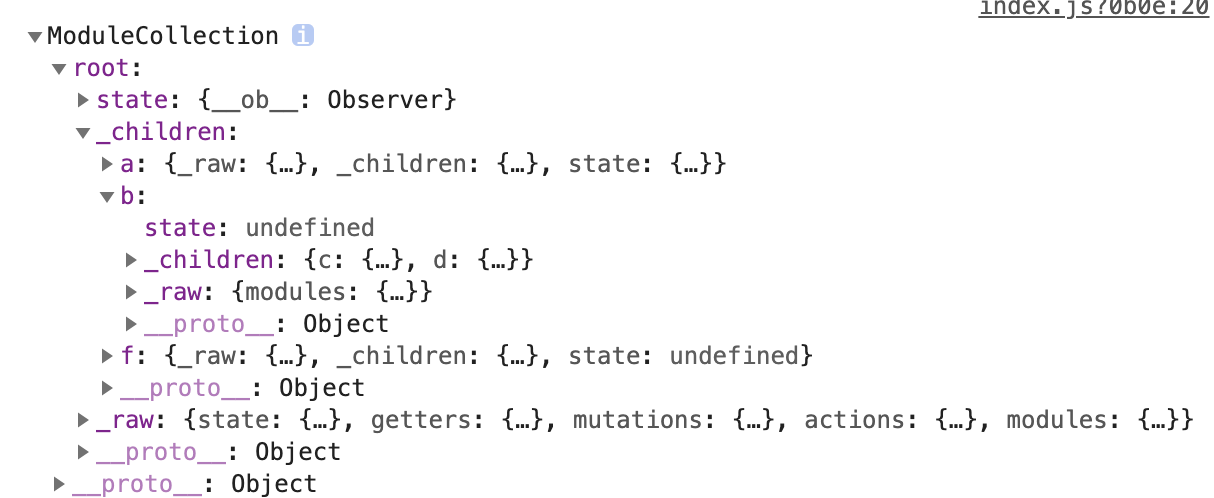 index.js?0b0e:20
▼ModuleCollection i
▼root:
▶state: {__ob__: Observer}
▼_children:
▶a: {_raw: {…}, _children: {…}, state: {…}}
▼b:
state: undefined
▶_children: {c: {…}, d: {…}}
▶_raw: {modules: {…}}
▶__proto__: Object
▶f: {_raw: {…}, _children: {…}, state: undefined}
▶__proto__: Object
▶_raw: {state: {…}, getters: {…}, mutations: {…}, actions: {…}, modules: {…}}
▶__proto__: Object
▶__proto__: Object